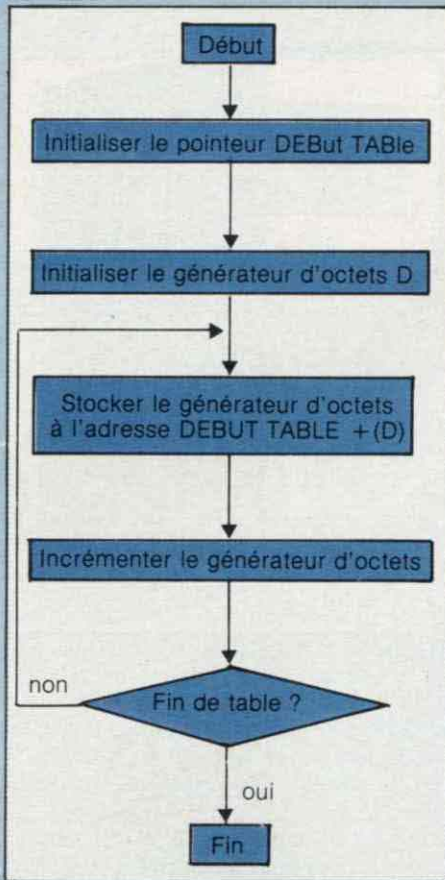 Début
Initialiser le pointeur DEBut TABle
Initialiser le générateur d'octets D
Stocker le générateur d'octets
à l'adresse DEBUT TABLE + (D)
Incrémenter le générateur d'octets
non
Fin de table ?
oui
Fin